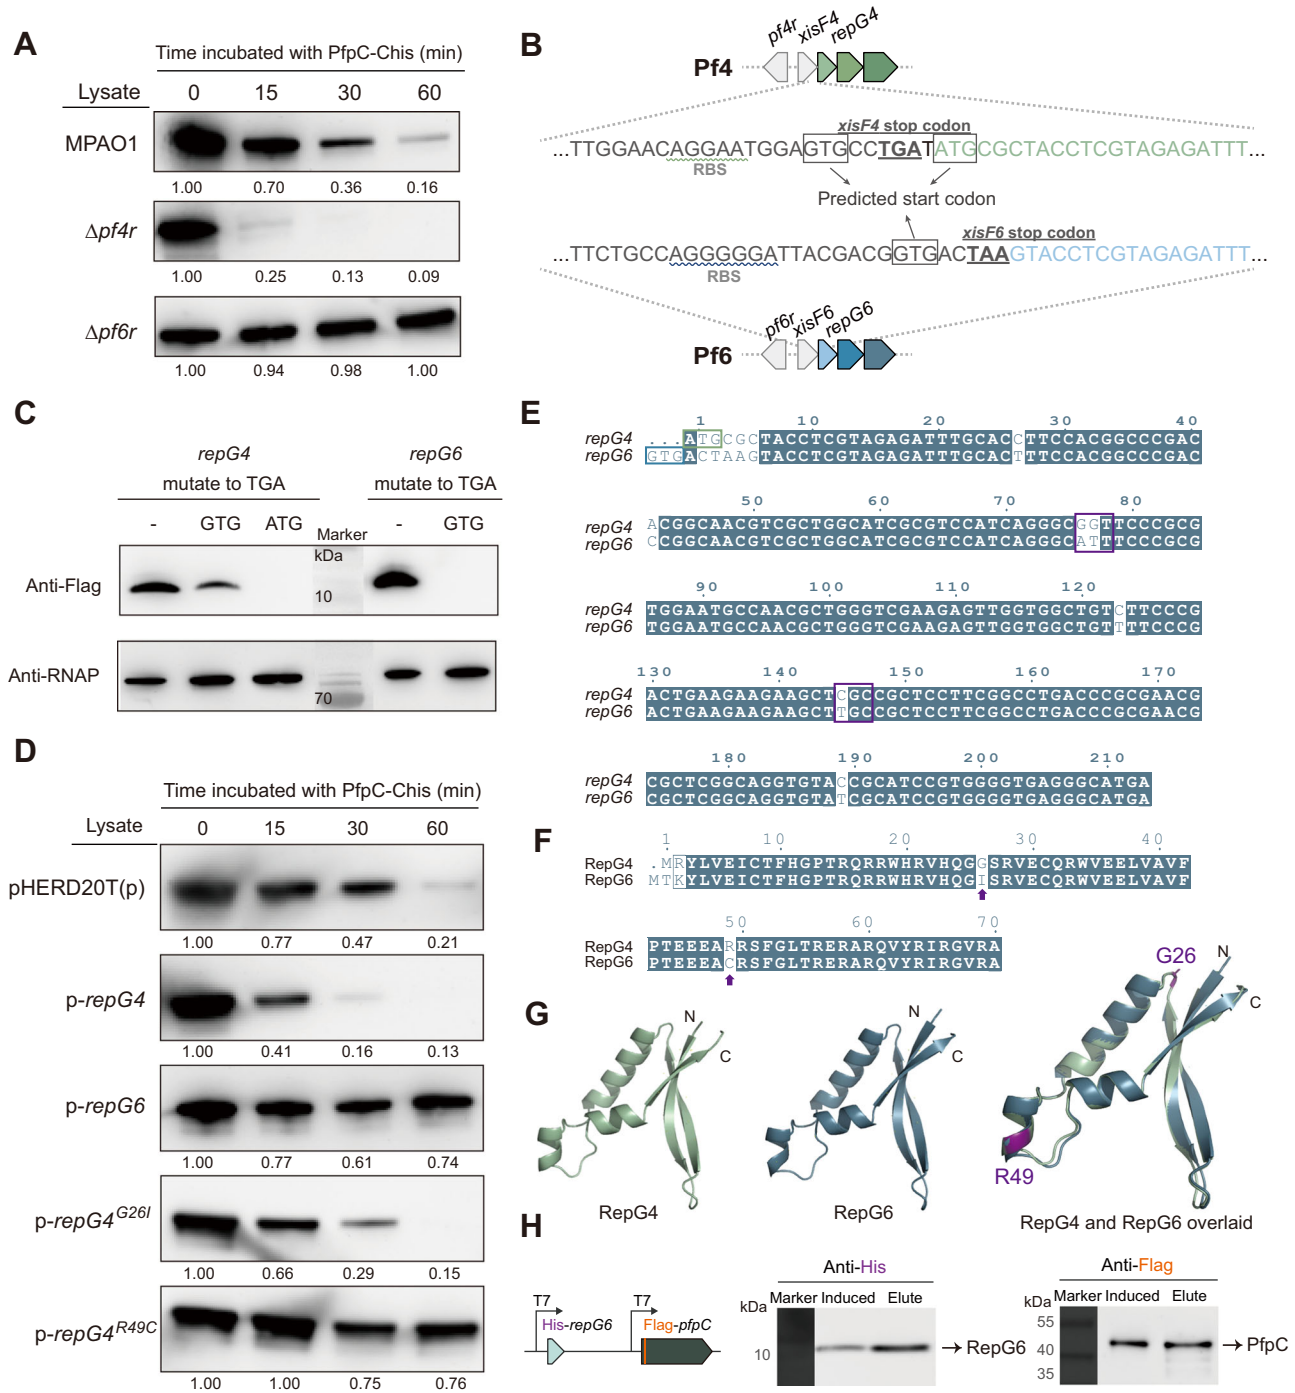 A
Time incubated with PfpC-Chis (min)
Lysate 0 15 30 60
MPAO1
1.00 0.70 0.36 0.16
Δpf4r
1.00 0.25 0.13 0.09
Δpf6r
1.00 0.94 0.98 1.00
B
pf4r xisF4 repG4
Pf4
xisF4 stop codon
...TTGGAACAGGAATGGAGTGCCTGATATGCGCTACCTCGTAGAGATTT...
RBS
Predicted start codon
xisF6 stop codon
...TTCTGCCAGGGGGATTACGACGGTGACTAAGTACCTCGTAGAGATTT...
RBS
pf6r xisF6 repG6
Pf6
C
repG4 repG6
mutate to TGA mutate to TGA
- GTG ATG Marker - GTG
kDa
Anti-Flag
10
Anti-RNAP
70
D
Time incubated with PfpC-Chis (min)
Lysate 0 15 30 60
pHERD20T(p)
1.00 0.77 0.47 0.21
p-repG4
1.00 0.41 0.16 0.13
p-repG6
1.00 0.77 0.61 0.74
p-repG4G26I
1.00 0.66 0.29 0.15
p-repG4R49C
1.00 1.00 0.75 0.76
E
1 10 20 30 40
repG4 ...ATGCGCTACCTCGTAGAGATTTGCACCTTCCACGGCCCGAC
repG6 GTGACTAAGTACCTCGTAGAGATTTGCACTTTCCACGGCCCGAC
50 60 70 80
repG4 ACGGCAACGTCGCTGGCATCGCGTCCATCAGGGCGGTTCCCGCG
repG6 CCGGCAACGTCGCTGGCATCGCGTCCATCAGGGCATTTCCCGCG
90 100 110 120
repG4 TGGAATGCCAACGCTGGGTCGAAGAGTTGGTGGCTGTCTTCCCG
repG6 TGGAATGCCAACGCTGGGTCGAAGAGTTGGTGGCTGTTTTCCCG
130 140 150 160 170
repG4 ACTGAAGAAGAAGCTCGCCGCTCCTTCGGCCTGACCCGCGAACG
repG6 ACTGAAGAAGAAGCTTGCCGCTCCTTCGGCCTGACCCGCGAACG
180 190 200 210
repG4 CGCTCGGCAGGTGTACCGCATCCGTGGGGTGAGGGCATGA
repG6 CGCTCGGCAGGTGTATCGCATCCGTGGGGTGAGGGCATGA
F
1 10 20 30 40
RepG4 .MRYLVEICTFHGPTRQRRWHRVHQGGSRVECQRWVEELVAVF
RepG6 MTKYLVEICTFHGPTRQRRWHRVHQGISRVECQRWVEELVAVF
50 60 70
RepG4 PTEEEARRSFGLTRERARQVYRIRGVRA
RepG6 PTEEEACRSFGLTRERARQVYRIRGVRA
G
N
C
RepG4
N
C
RepG6
G26
N
C
R49
RepG4 and RepG6 overlaid
H
T7 T7
His-repG6 Flag-pfpC
Anti-His
kDa Marker Induced Elute
10
RepG6
Anti-Flag
kDa Marker Induced Elute
55
40
35
PfpC